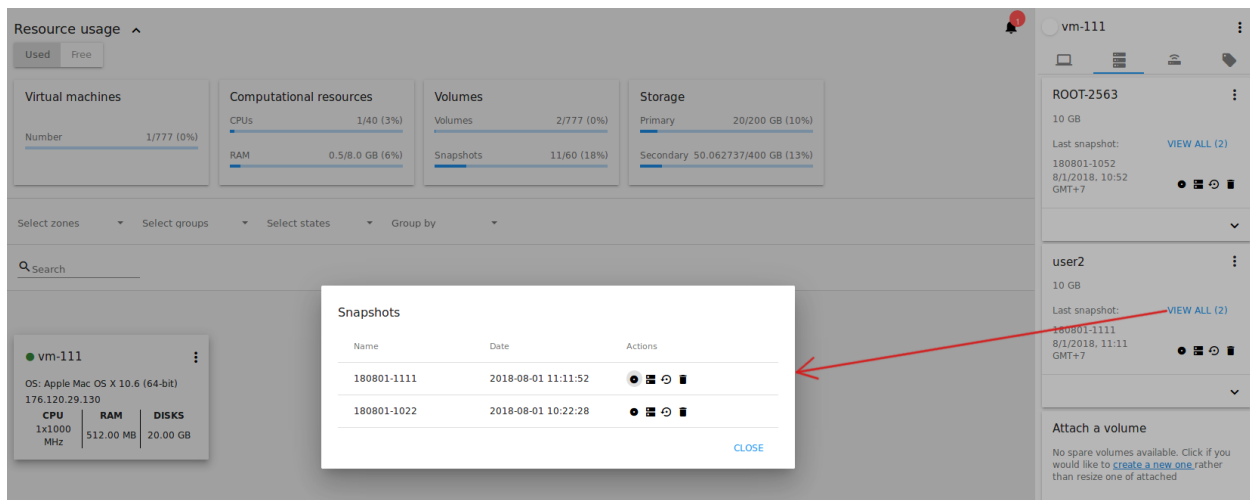 Resource usage
1
Used Free
Virtual machines
Number 1/777 (0%)
Computational resources
CPUs 1/40 (3%)
RAM 0.5/8.0 GB (6%)
Volumes
Volumes 2/777 (0%)
Snapshots 11/60 (18%)
Storage
Primary 20/200 GB (10%)
Secondary 50.062737/400 GB (13%)
Select zones Select groups Select states Group by
Search
vm-111
OS: Apple Mac OS X 10.6 (64-bit)
176.120.29.130
CPU RAM DISKS
1x1000 MHz 512.00 MB 20.00 GB
Snapshots
Name Date Actions
180801-1111 2018-08-01 11:11:52
180801-1022 2018-08-01 10:22:28
CLOSE
vm-111
ROOT-2563
10 GB
Last snapshot: VIEW ALL (2)
180801-1052
8/1/2018, 10:52
GMT+7
user2
10 GB
Last snapshot: VIEW ALL (2)
180801-1111
8/1/2018, 11:11
GMT+7
Attach a volume
No spare volumes available. Click if you
would like to create a new one rather
than resize one of attached